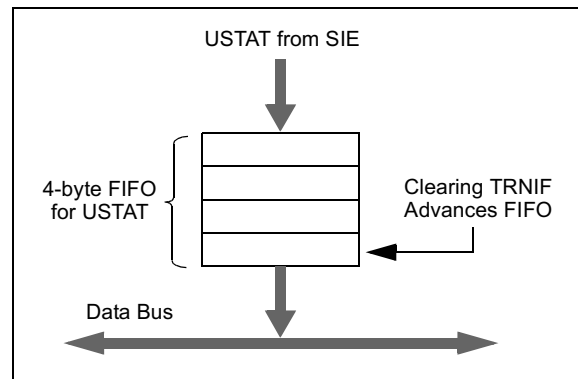 USTAT from SIE
4-byte FIFO
for USTAT
Clearing TRNIF
Advances FIFO
Data Bus